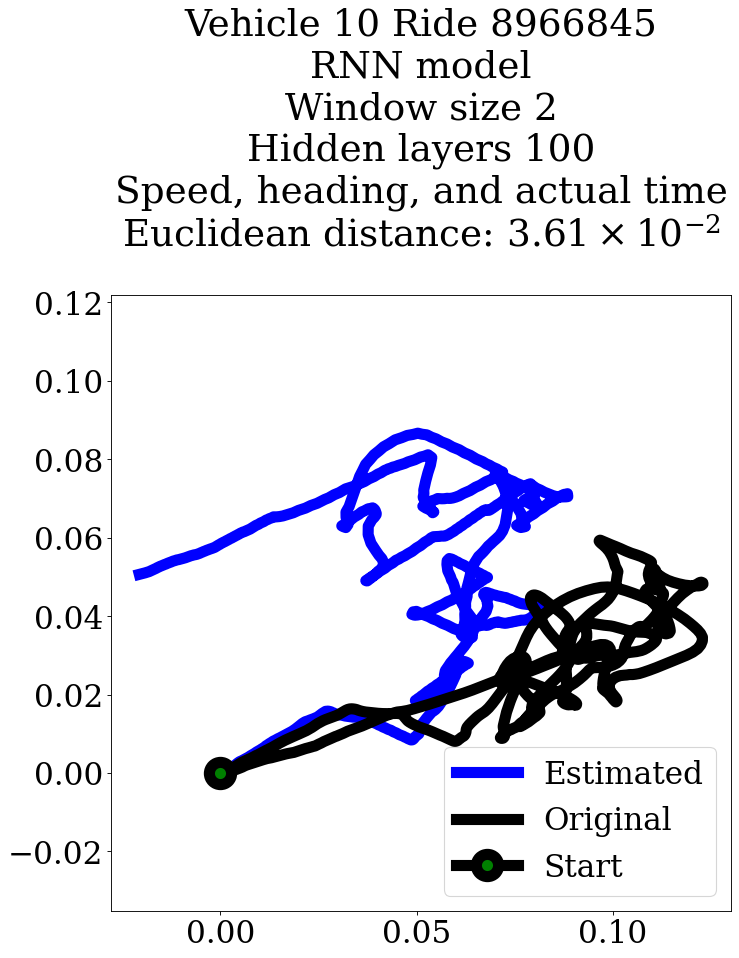 Vehicle 10 Ride 8966845
RNN model
Window size 2
Hidden layers 100
Speed, heading, and actual time
Euclidean distance: 3.61 × 10⁻²
0.12
0.10
0.08
0.06
0.04
0.02
0.00
−0.02
Estimated
Original
Start
0.00 0.05 0.10